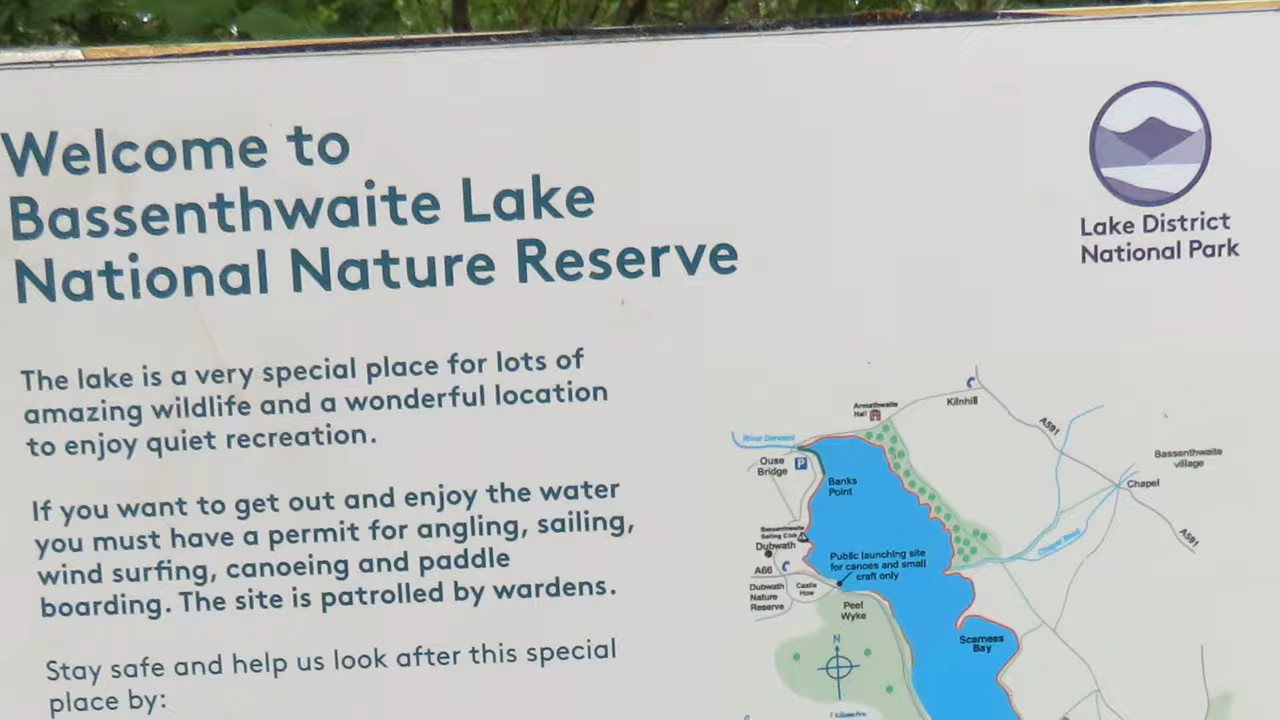 Welcome to
Bassenthwaite Lake
National Nature Reserve
Lake District
National Park
The lake is a very special place for lots of
amazing wildlife and a wonderful location
to enjoy quiet recreation.
If you want to get out and enjoy the water
you must have a permit for angling, sailing,
wind surfing, canoeing and paddle
boarding. The site is patrolled by wardens.
Stay safe and help us look after this special
place by:
Kilnhill
Armathwaite
Hall
A591
River Derwent
Ouse
Bridge
P
Banks
Point
Bassenthwaite
village
Chapel
A591
Bassenthwaite
Sailing Club
Dubwath
Chapel Beck
Public launching site
for canoes and small
craft only
A66
Dubwath
Nature
Reserve
Castle
How
Peel
Wyke
Scarness
Bay
N
1 kilometre